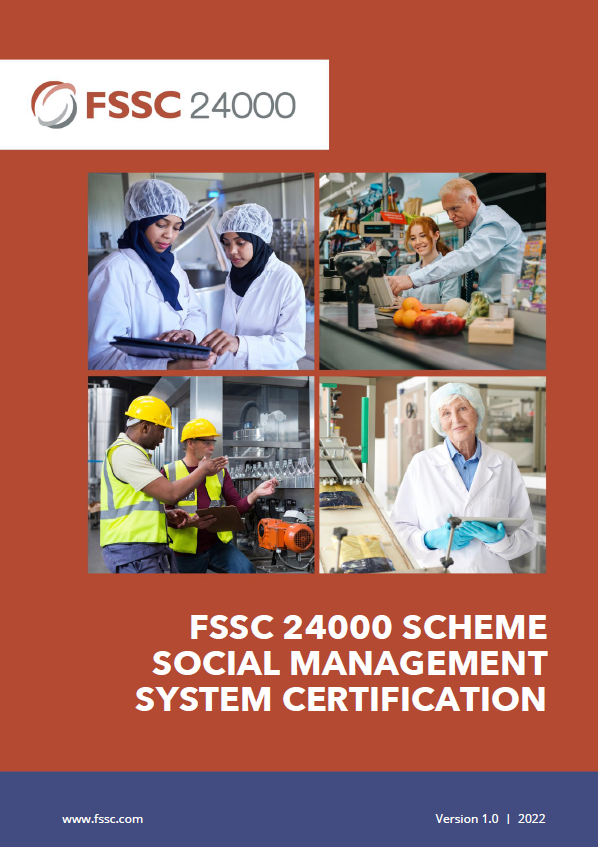 FSSC 24000
FSSC 24000 SCHEME
SOCIAL MANAGEMENT
SYSTEM CERTIFICATION
www.fssc.com
Version 1.0 | 2022